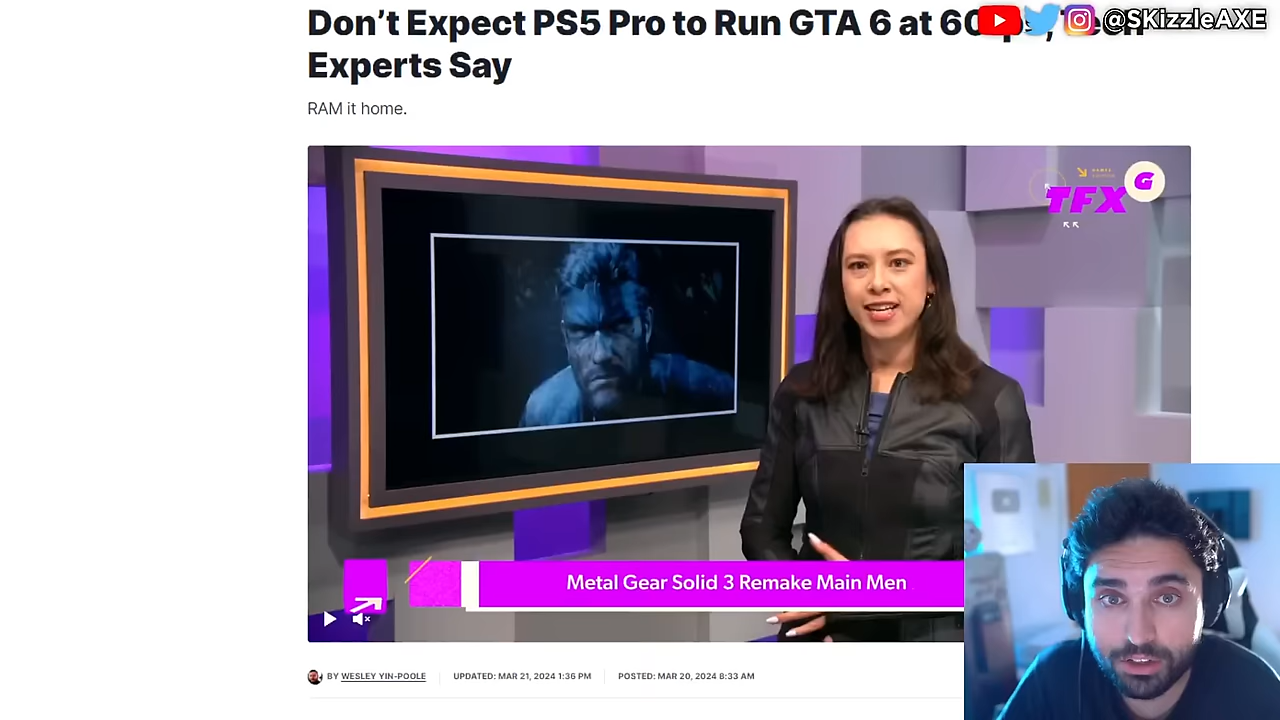 Don’t Expect PS5 Pro to Run GTA 6 at 60fps, Tech
@SKizzleAXE
Experts Say
RAM it home.
G
TFX
Metal Gear Solid 3 Remake Main Men
BY WESLEY YIN-POOLE
UPDATED: MAR 21, 2024 1:36 PM
POSTED: MAR 20, 2024 8:33 AM